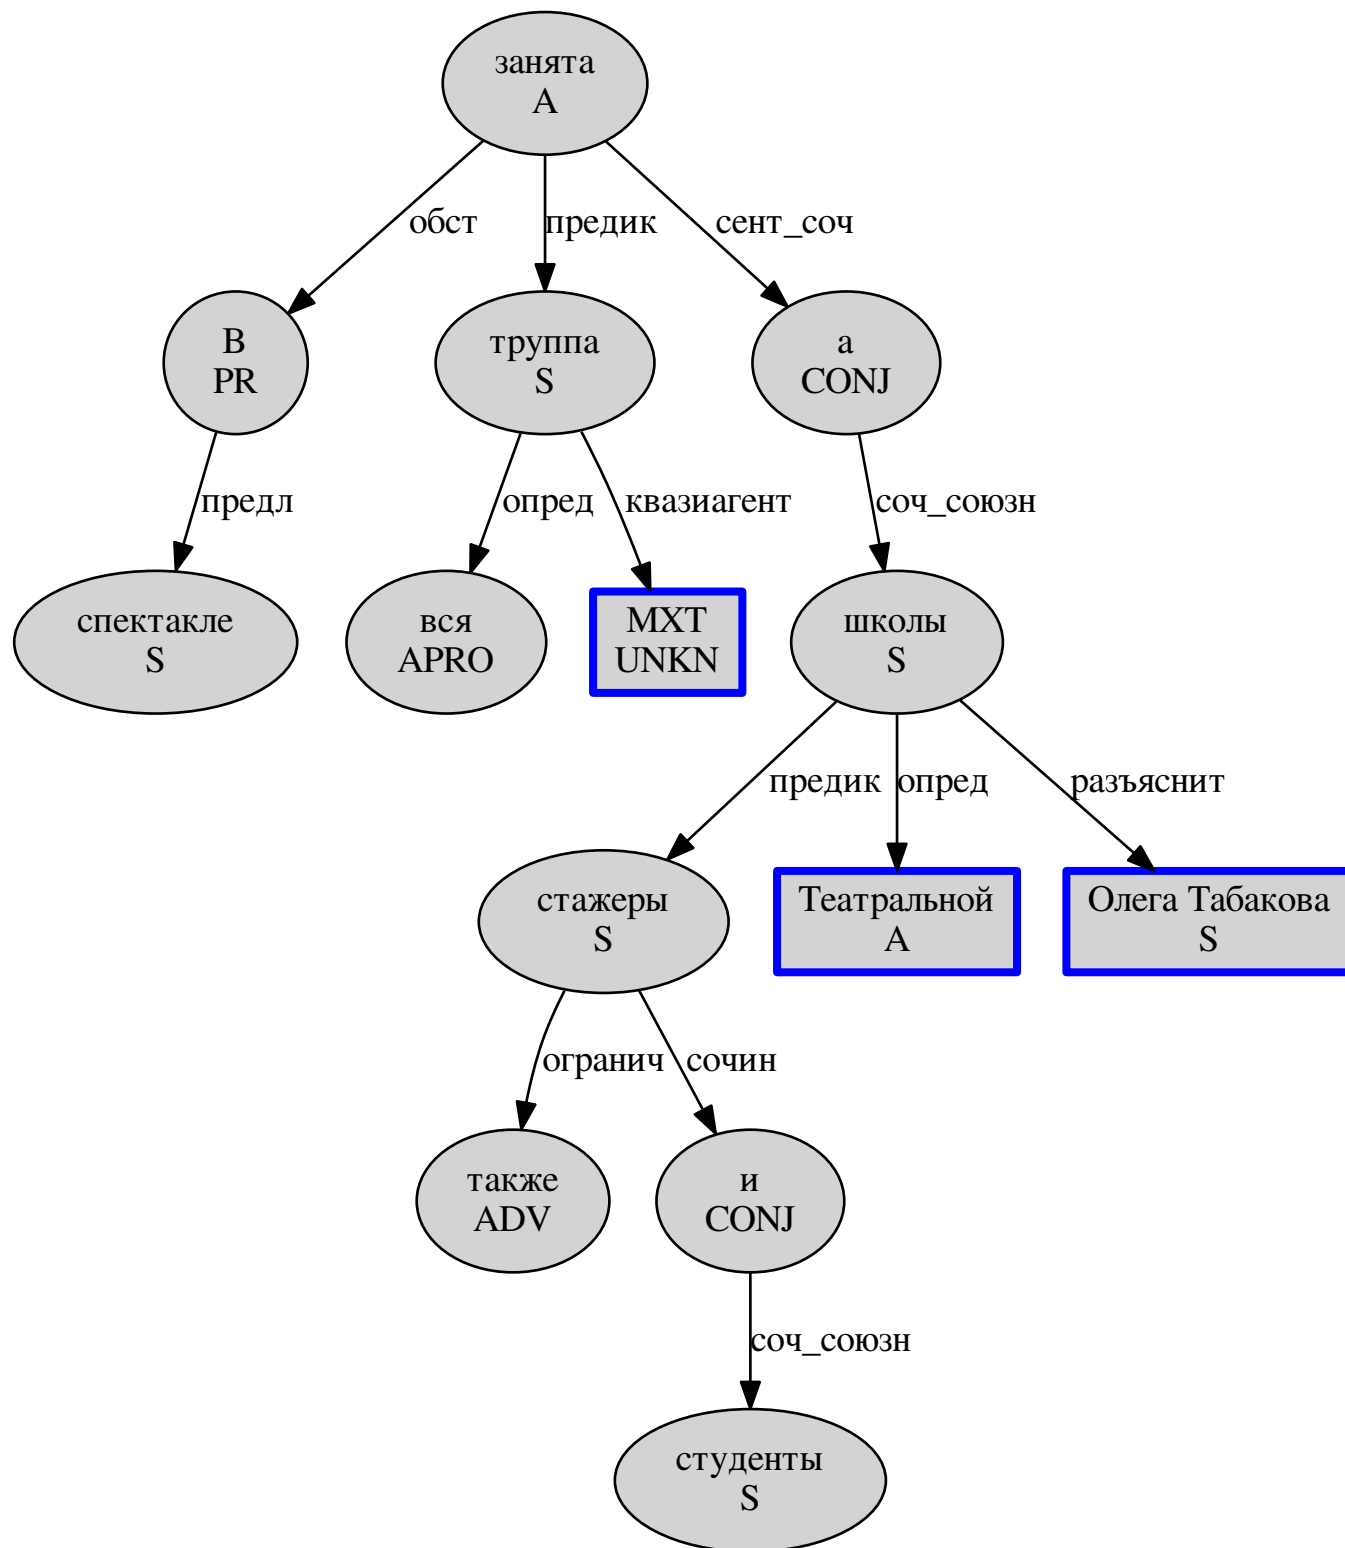 занята
A
обст
предик
сент_соч
В
PR
труппа
S
а
CONJ
предл
опред
квазиагент
соч_союзн
спектакле
S
вся
APRO
МХТ
UNKN
школы
S
предик
опред
разъяснит
стажеры
S
Театральной
A
Олега Табакова
S
огранич
сочин
также
ADV
и
CONJ
соч_союзн
студенты
S